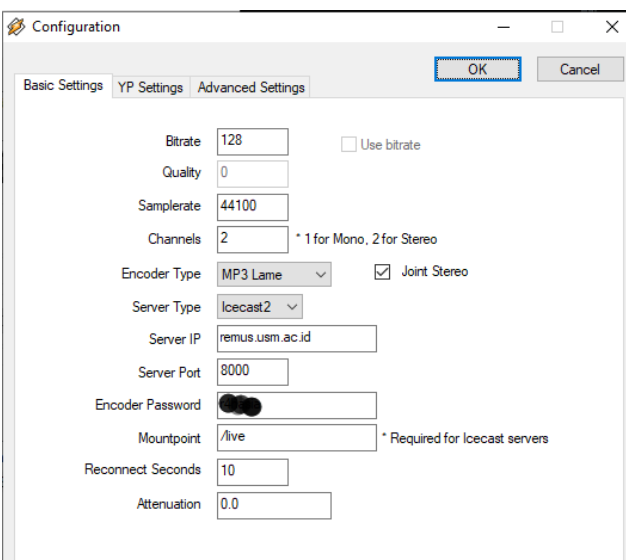 Configuration
OK Cancel
Basic Settings YP Settings Advanced Settings
Bitrate 128 Use bitrate
Quality 0
Samplerate 44100
Channels 2 * 1 for Mono, 2 for Stereo
Encoder Type MP3 Lame Joint Stereo
Server Type Icecast2
Server IP remus.usm.ac.id
Server Port 8000
Encoder Password
Mountpoint /live * Required for Icecast servers
Reconnect Seconds 10
Attenuation 0.0